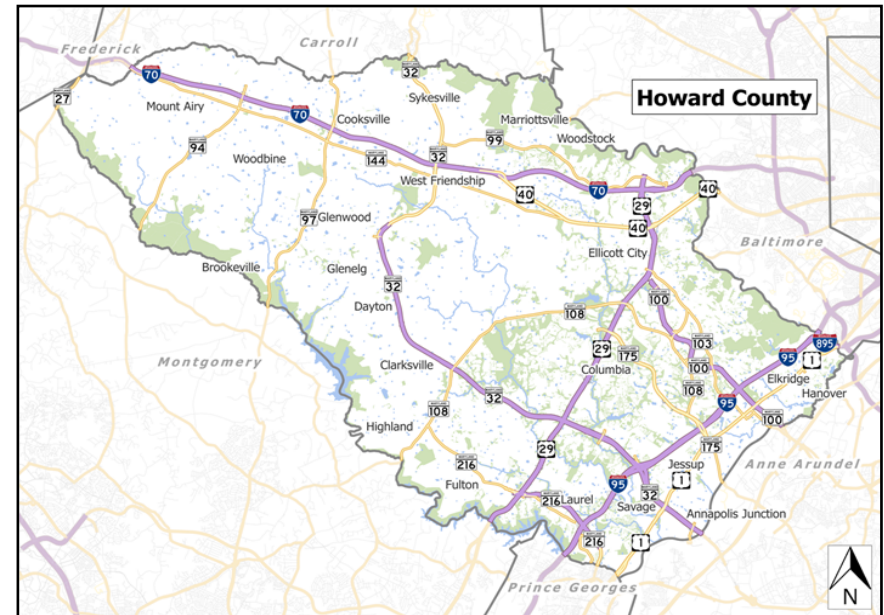 Frederick
Carroll
Howard County
70
32
27
Mount Airy
Sykesville
70
Cooksville
Marriottsville
Woodstock
94
99
Woodbine
144
32
West Friendship
70
40
40
29
97
Glenwood
40
Baltimore
Ellicott City
Brookeville
Glenelg
32
100
Dayton
108
103
895
29
175
95
1
Montgomery
Clarksville
Columbia
100
Elkridge
108
Hanover
32
95
108
100
Highland
29
175
216
Jessup
Anne Arundel
Fulton
95
1
216
Laurel
32
Savage
Annapolis Junction
216
1
Prince Georges
N